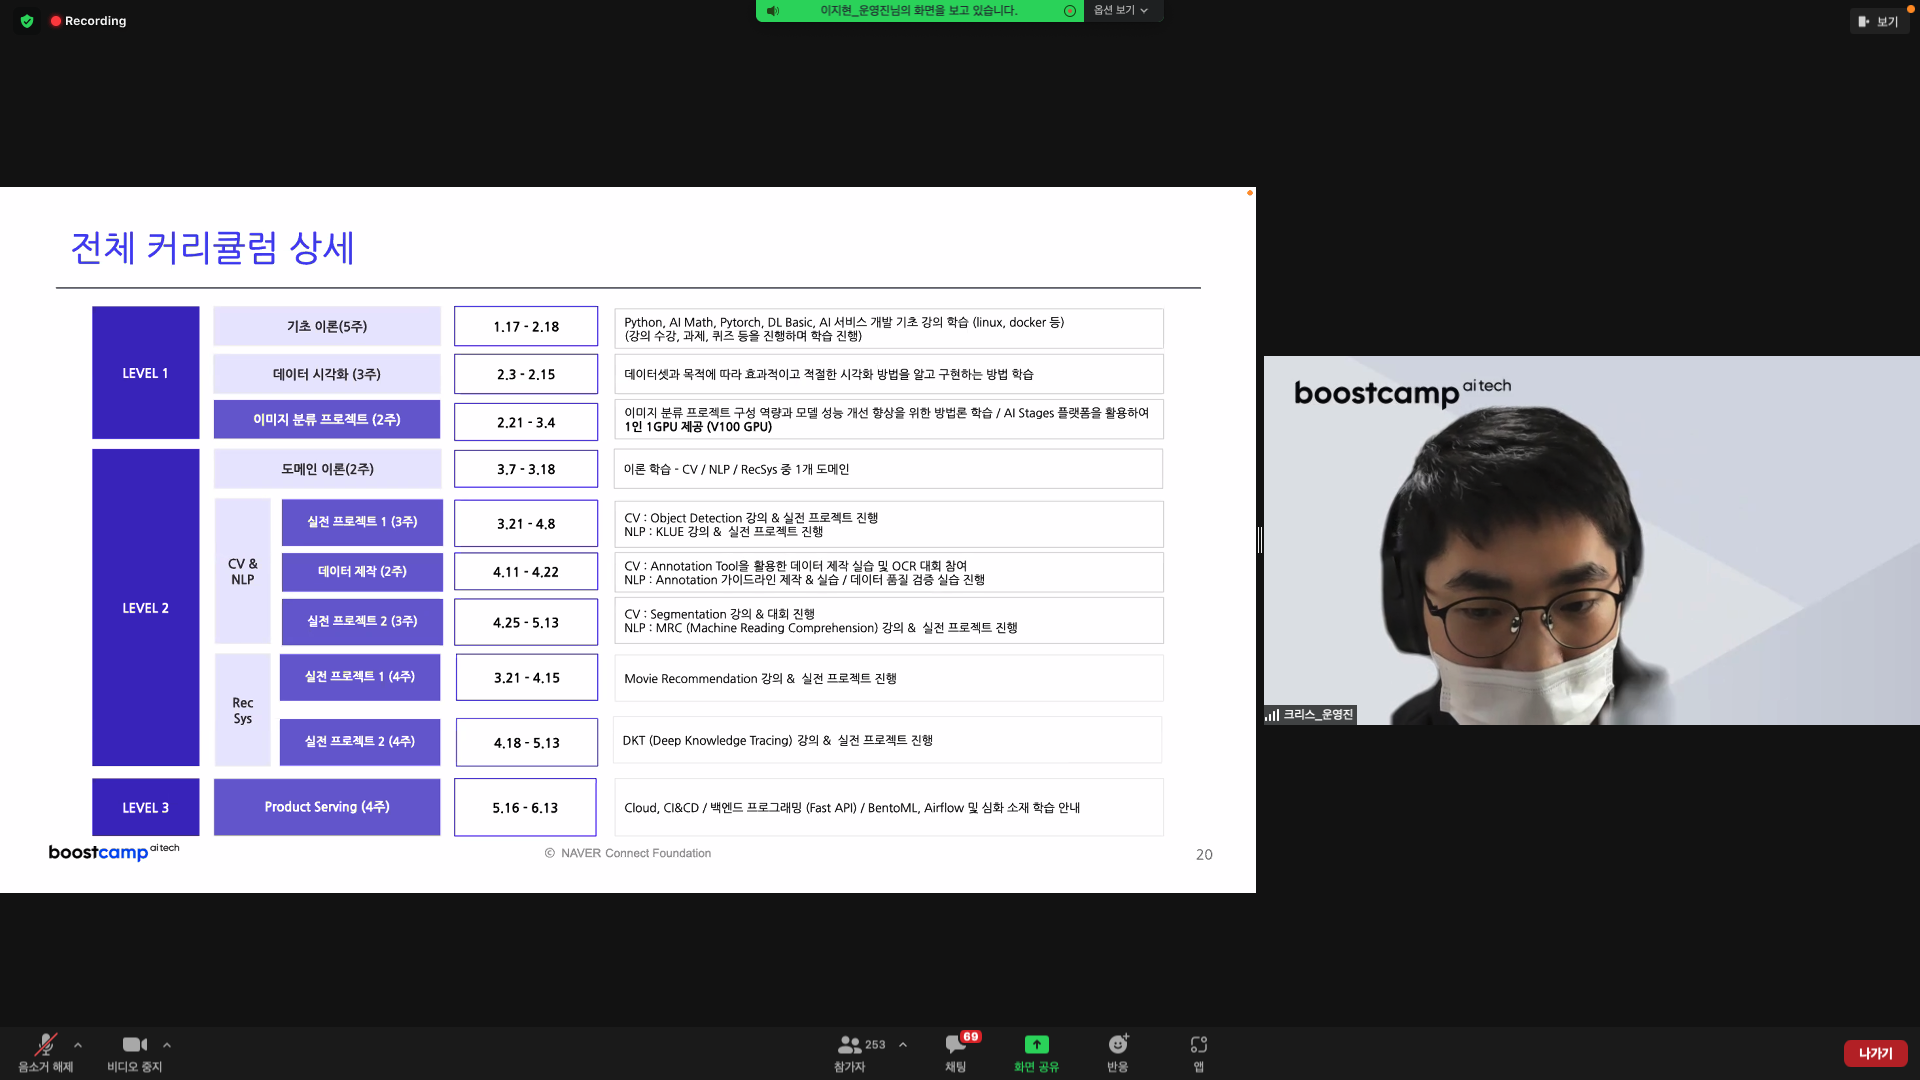 Recording
이지현_운영진님의 화면을 보고 있습니다.
옵션 보기
보기
전체 커리큘럼 상세
LEVEL 1
기초 이론(5주)
1.17 - 2.18
Python, AI Math, Pytorch, DL Basic, AI 서비스 개발 기초 강의 학습 (linux, docker 등)
(강의 수강, 과제, 퀴즈 등을 진행하며 학습 진행)
데이터 시각화 (3주)
2.3 - 2.15
데이터셋과 목적에 따라 효과적이고 적절한 시각화 방법을 알고 구현하는 방법 학습
이미지 분류 프로젝트 (2주)
2.21 - 3.4
이미지 분류 프로젝트 구성 역량과 모델 성능 개선 향상을 위한 방법론 학습 / AI Stages 플랫폼을 활용하여
1인 1GPU 제공 (V100 GPU)
LEVEL 2
도메인 이론(2주)
3.7 - 3.18
이론 학습 - CV / NLP / RecSys 중 1개 도메인
CV &
NLP
실전 프로젝트 1 (3주)
3.21 - 4.8
CV : Object Detection 강의 & 실전 프로젝트 진행
NLP : KLUE 강의 & 실전 프로젝트 진행
데이터 제작 (2주)
4.11 - 4.22
CV : Annotation Tool을 활용한 데이터 제작 실습 및 OCR 대회 참여
NLP : Annotation 가이드라인 제작 & 실습 / 데이터 품질 검증 실습 진행
실전 프로젝트 2 (3주)
4.25 - 5.13
CV : Segmentation 강의 & 대회 진행
NLP : MRC (Machine Reading Comprehension) 강의 & 실전 프로젝트 진행
Rec
Sys
실전 프로젝트 1 (4주)
3.21 - 4.15
Movie Recommendation 강의 & 실전 프로젝트 진행
실전 프로젝트 2 (4주)
4.18 - 5.13
DKT (Deep Knowledge Tracing) 강의 & 실전 프로젝트 진행
LEVEL 3
Product Serving (4주)
5.16 - 6.13
Cloud, CI&CD / 백엔드 프로그래밍 (Fast API) / BentoML, Airflow 및 심화 소재 학습 안내
boostcamp ai tech
© NAVER Connect Foundation
20
boostcamp ai tech
크리스_운영진
음소거 해제
비디오 중지
253
참가자
69
채팅
화면 공유
반응
앱
나가기